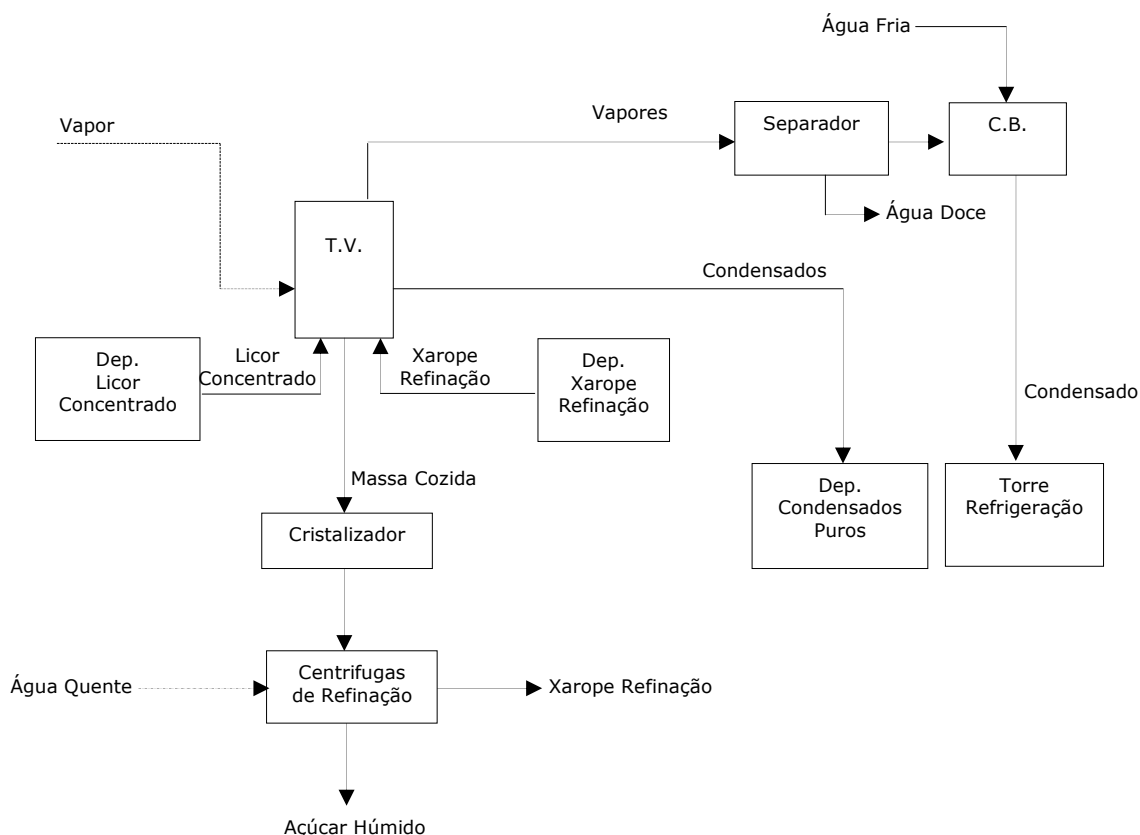 Água Fria
Vapor
Vapores
Separador
C.B.
Água Doce
T.V.
Condensados
Dep.
Licor
Concentrado
Licor
Concentrado
Xarope
Refinação
Dep.
Xarope
Refinação
Condensado
Massa Cozida
Dep.
Condensados
Puros
Torre
Refrigeração
Cristalizador
Água Quente
Centrifugas
de Refinação
Xarope Refinação
Açúcar Húmido